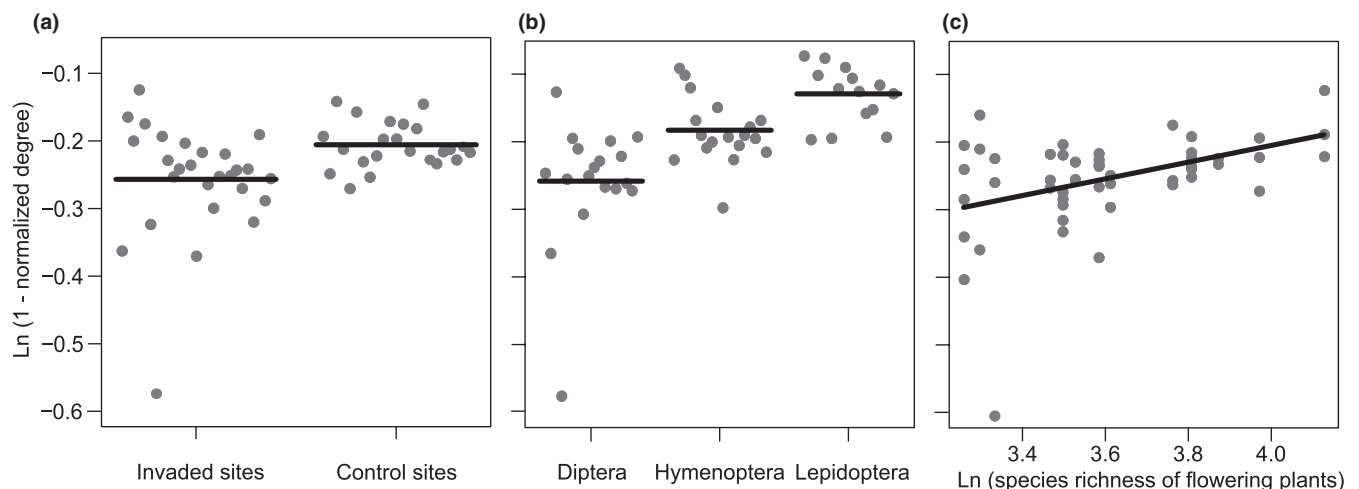 (a)
(b)
(c)
Ln (1 - normalized degree)
−0.1
−0.2
−0.3
−0.4
−0.5
−0.6
Invaded sites
Control sites
Diptera
Hymenoptera
Lepidoptera
3.4
3.6
3.8
4.0
Ln (species richness of flowering plants)